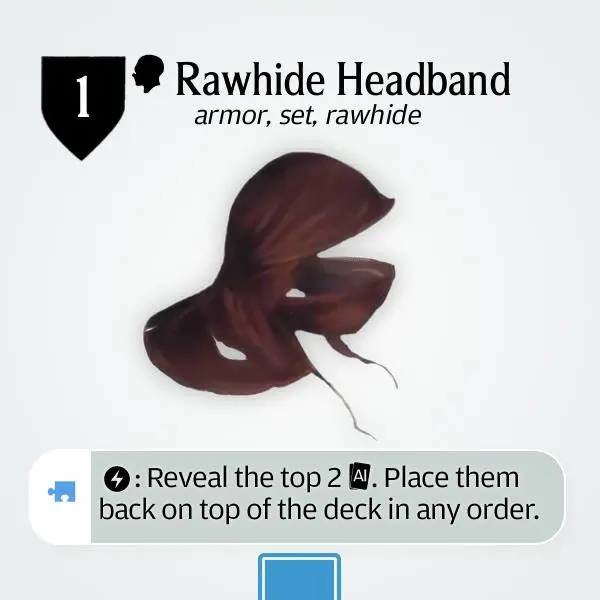 1
Rawhide Headband
armor, set, rawhide
: Reveal the top 2 AI. Place them
back on top of the deck in any order.